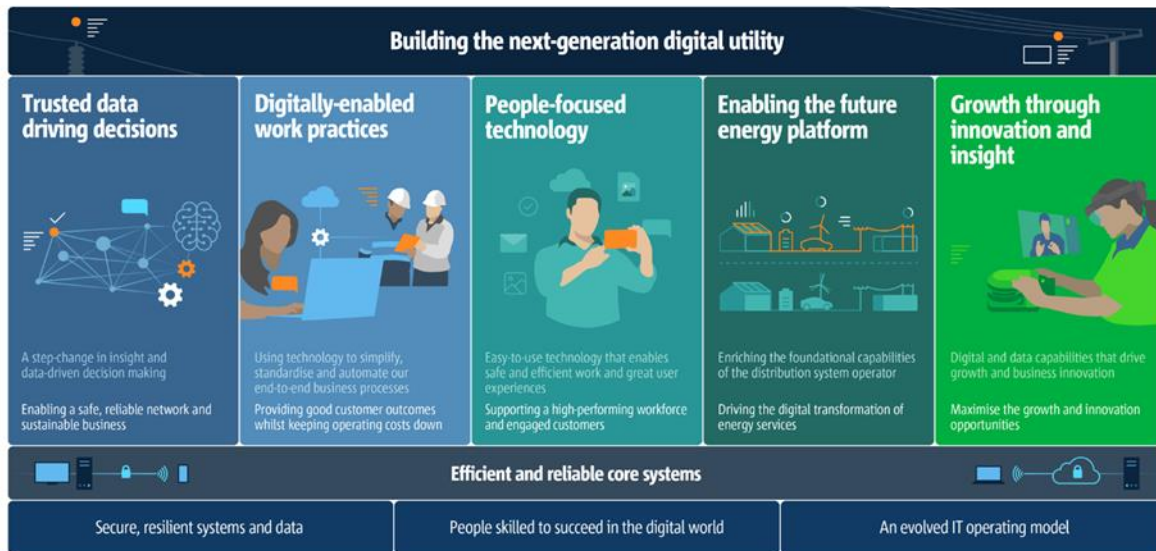 Building the next-generation digital utility
Trusted data
driving decisions
A step-change in insight and
data-driven decision making
Enabling a safe, reliable network and
sustainable business
Digitally-enabled
work practices
Using technology to simplify,
standardise and automate our
end-to-end business processes
Providing good customer outcomes
whilst keeping operating costs down
People-focused
technology
Easy-to-use technology that enables
safe and efficient work and great user
experiences
Supporting a high-performing workforce
and engaged customers
Enabling the future
energy platform
Enriching the foundational capabilities
of the distribution system operator
Driving the digital transformation of
energy services
Growth through
innovation and
insight
Digital and data capabilities that drive
growth and business innovation
Maximise the growth and innovation
opportunities
Efficient and reliable core systems
Secure, resilient systems and data
People skilled to succeed in the digital world
An evolved IT operating model